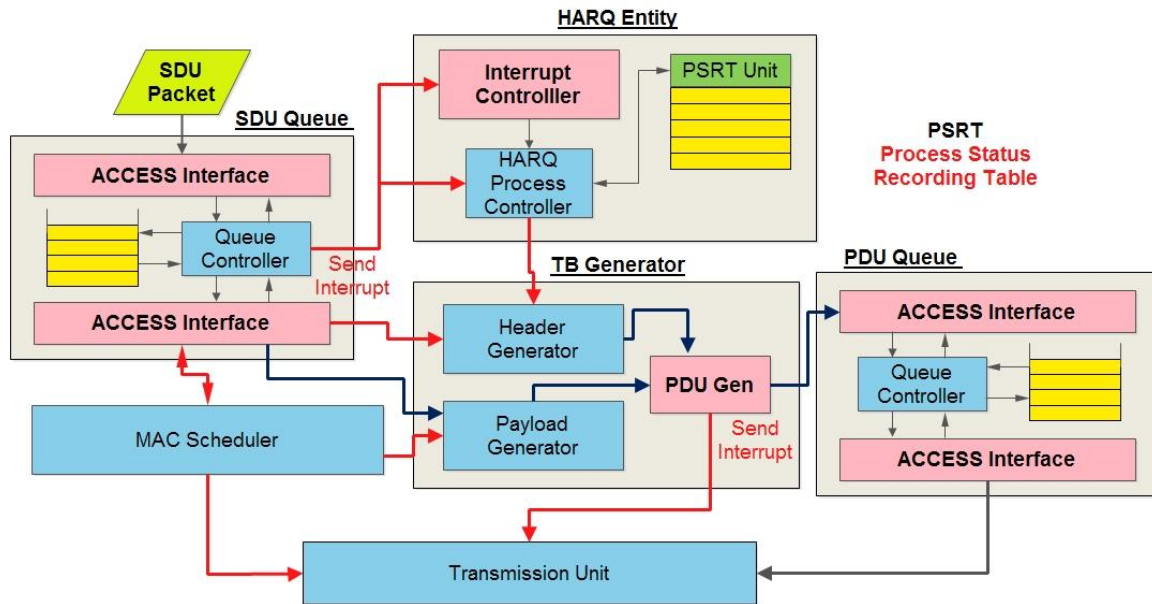 HARQ Entity
SDU
Packet
Interrupt
Controlller
PSRT Unit
SDU Queue
PSRT
Process Status
Recording Table
ACCESS Interface
HARQ
Process
Controller
Queue
Controller
Send
Interrupt
TB Generator
PDU Queue
ACCESS Interface
Header
Generator
ACCESS Interface
PDU Gen
Queue
Controller
MAC Scheduler
Payload
Generator
Send
Interrupt
ACCESS Interface
Transmission Unit